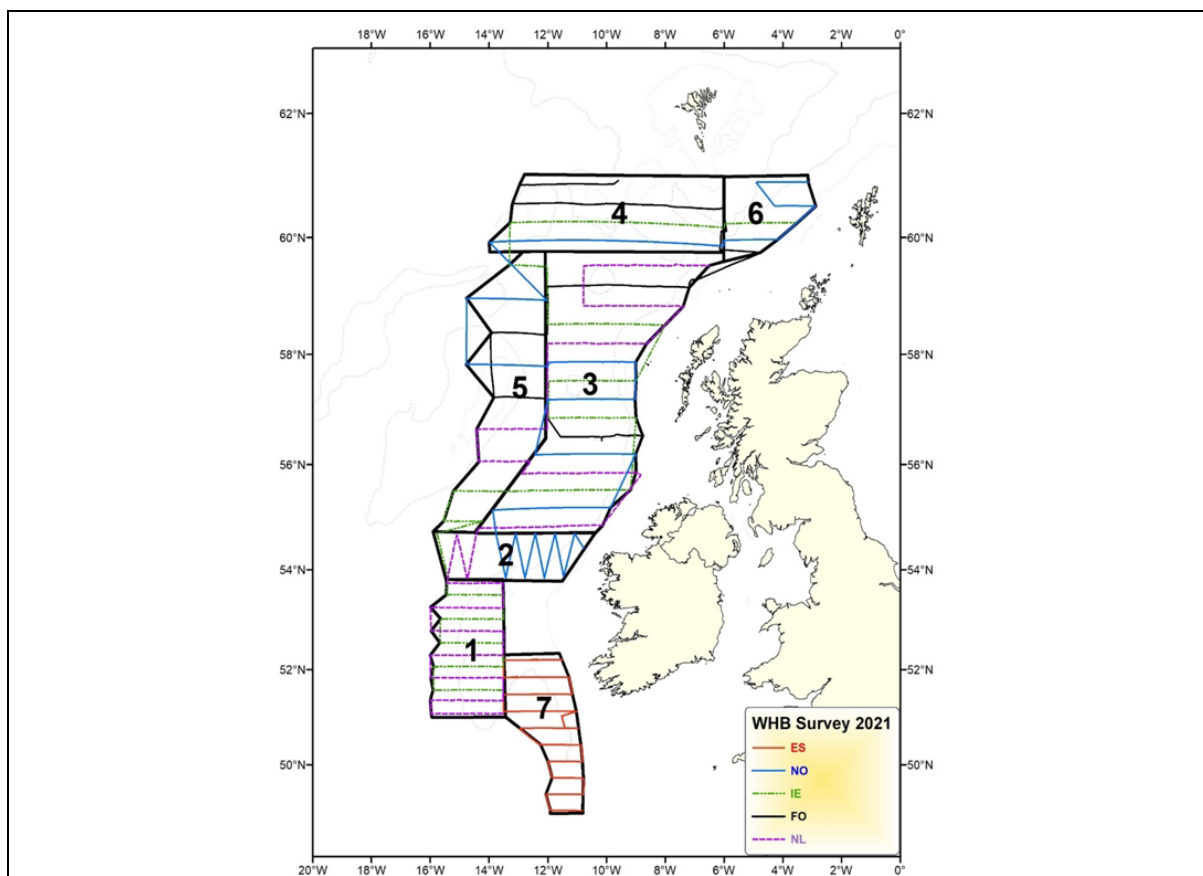 18°W 16°W 14°W 12°W 10°W 8°W 6°W 4°W 2°W 0°
62°N 62°N
60°N 60°N
58°N 58°N
56°N 56°N
54°N 54°N
52°N 52°N
50°N 50°N
4 6
5 3
2
1
7
WHB Survey 2021
ES
NO
IE
FO
NL
20°W 18°W 16°W 14°W 12°W 10°W 8°W 6°W 4°W 2°W 0°